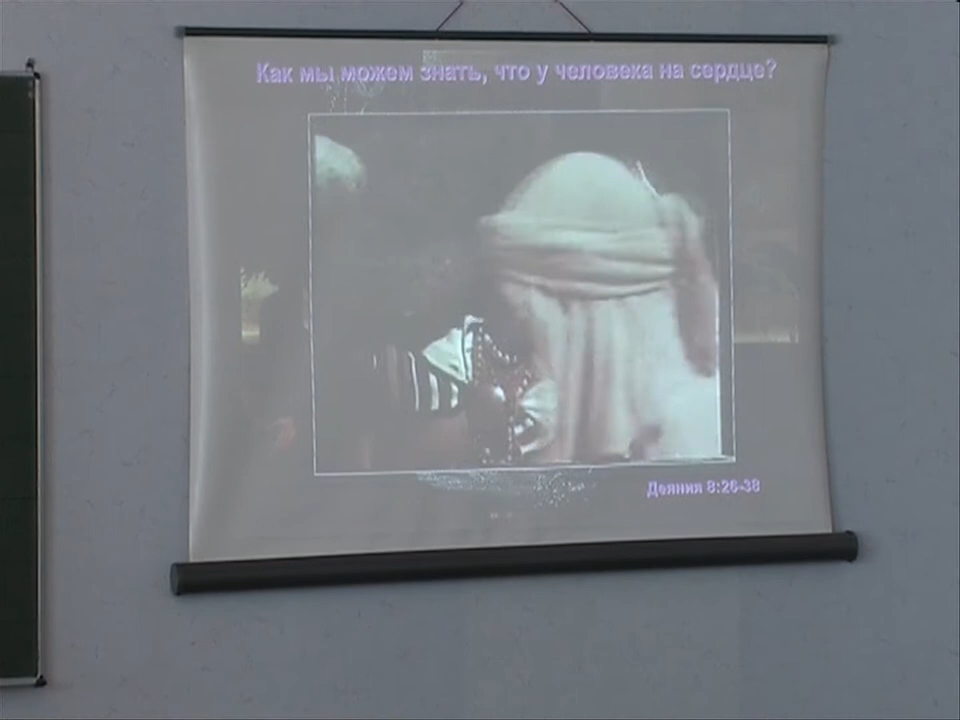 Как мы можем знать, что у человека на сердце?
Деяния 8:26-38